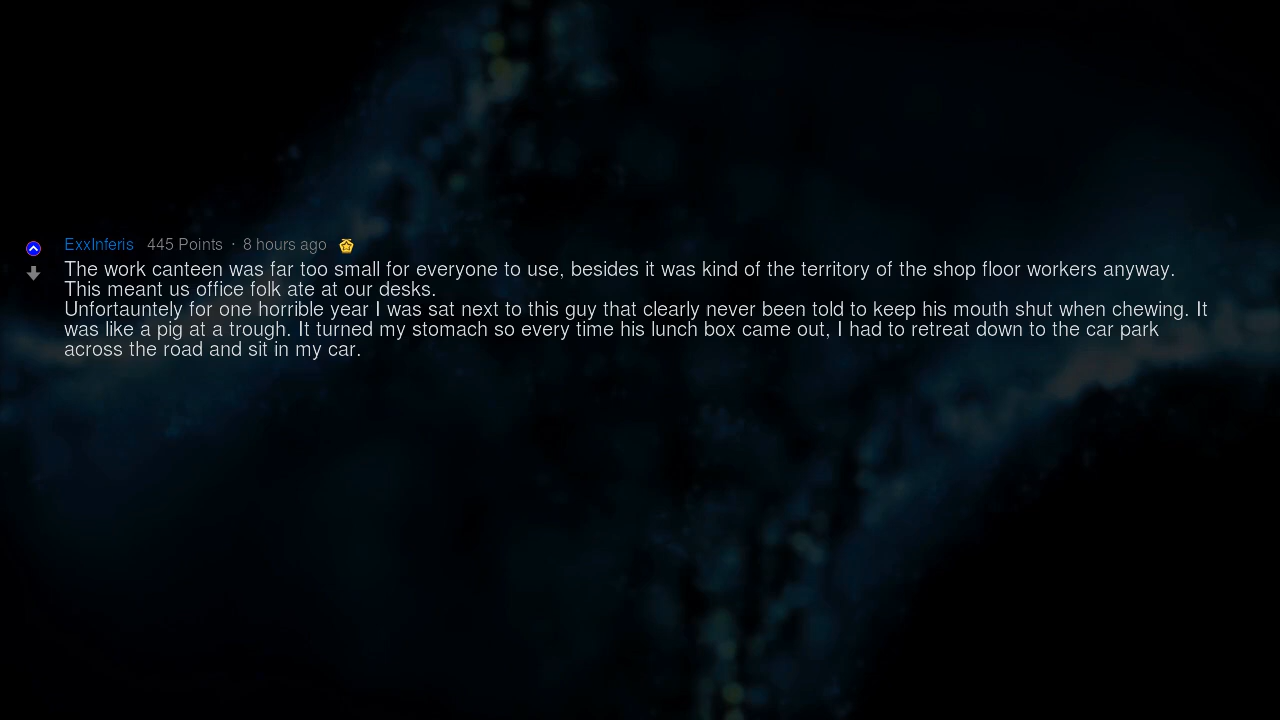 ExxInferis 445 Points · 8 hours ago
The work canteen was far too small for everyone to use, besides it was kind of the territory of the shop floor workers anyway.
This meant us office folk ate at our desks.
Unfortauntely for one horrible year I was sat next to this guy that clearly never been told to keep his mouth shut when chewing. It
was like a pig at a trough. It turned my stomach so every time his lunch box came out, I had to retreat down to the car park
across the road and sit in my car.